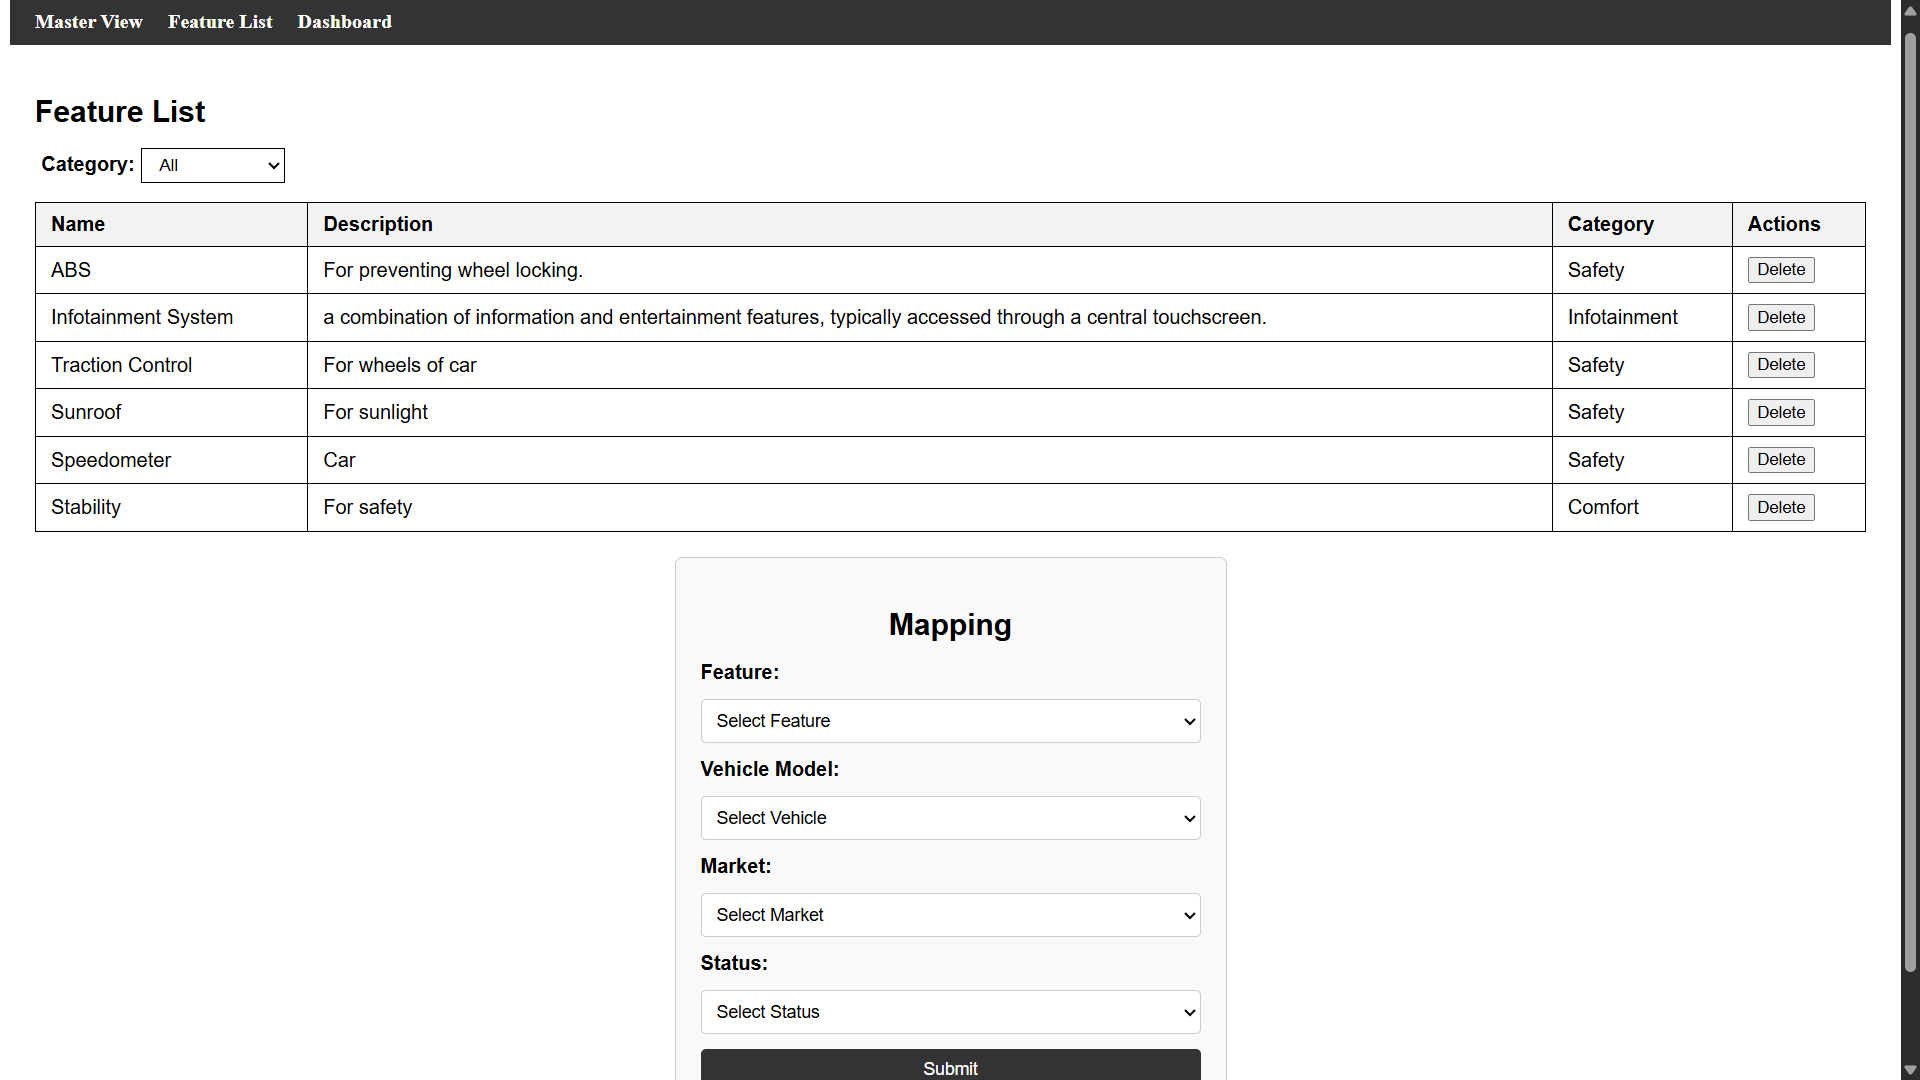 Master View Feature List Dashboard
Feature List
Category: All
Name Description Category Actions
ABS For preventing wheel locking. Safety Delete
Infotainment System a combination of information and entertainment features, typically accessed through a central touchscreen. Infotainment Delete
Traction Control For wheels of car Safety Delete
Sunroof For sunlight Safety Delete
Speedometer Car Safety Delete
Stability For safety Comfort Delete
Mapping
Feature:
Select Feature
Vehicle Model:
Select Vehicle
Market:
Select Market
Status:
Select Status
Submit